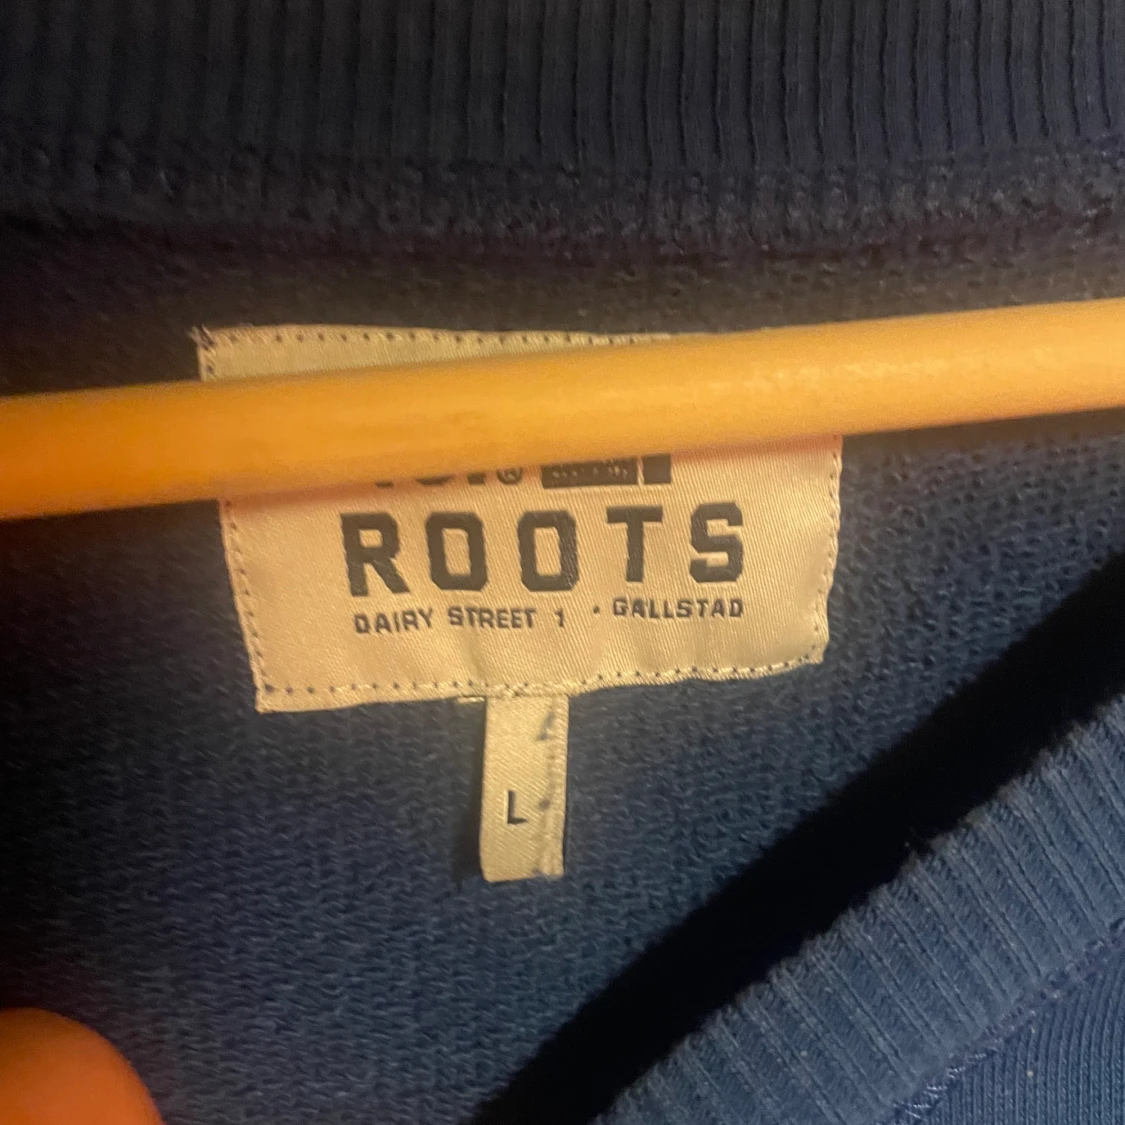 ®
ROOTS
DAIRY STREET 1 · GALLSTAD
L